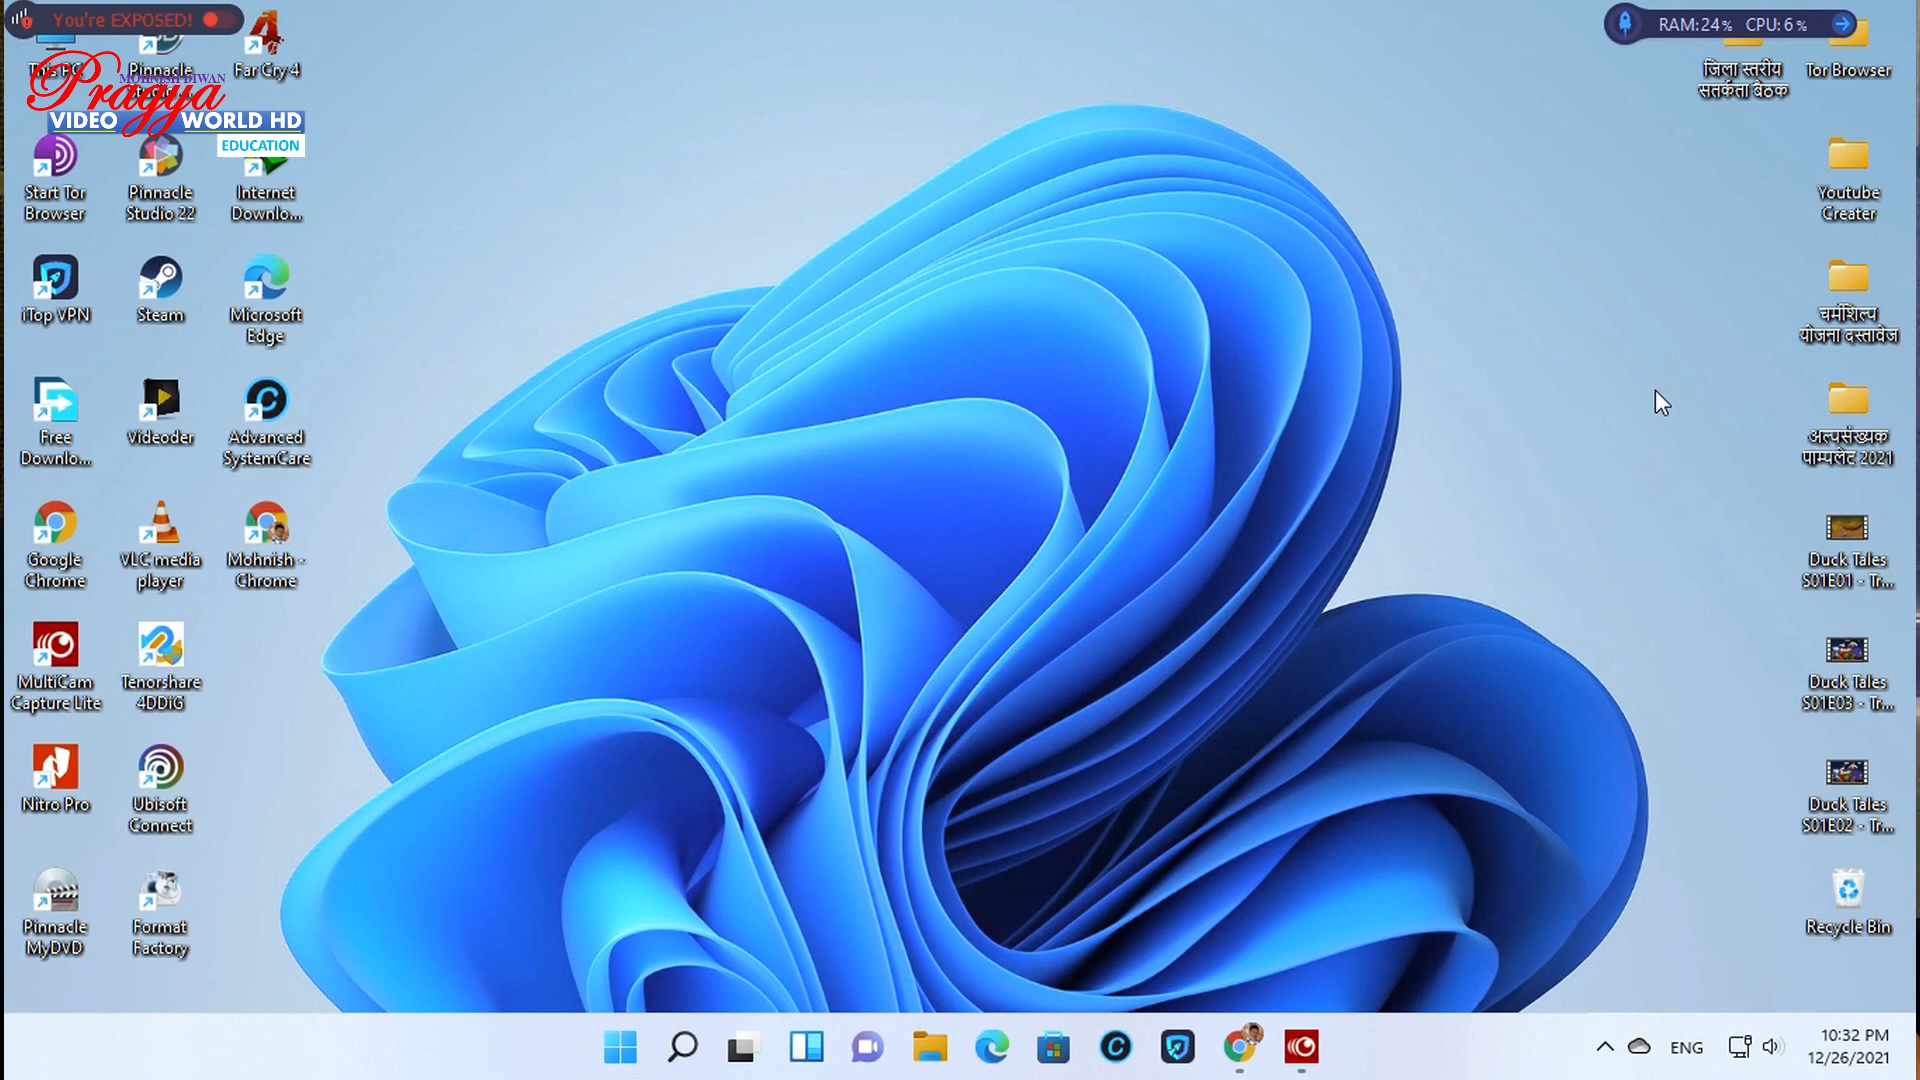 You're EXPOSED!
RAM:24% CPU: 6%
This PC
Pinnacle
Far Cry 4
MOHNISH DIWAN
Pragya
VIDEO WORLD HD
EDUCATION
Start Tor
Browser
Pinnacle
Studio 22
Internet
Downlo...
iTop VPN
Steam
Microsoft
Edge
Free
Downlo...
Videoder
Advanced
SystemCare
Google
Chrome
VLC media
player
Mohnish -
Chrome
MultiCam
Capture Lite
Tenorshare
4DDiG
Nitro Pro
Ubisoft
Connect
Pinnacle
MyDVD
Format
Factory
जिला स्तरीय
सतर्कता बैठक
Tor Browser
Youtube
Creater
चर्मशिल्प
योजना दस्तावेज
अल्पसंख्यक
पाम्पलेट 2021
Duck Tales
S01E01 - Tr...
Duck Tales
S01E03 - Tr...
Duck Tales
S01E02 - Tr...
Recycle Bin
ENG
10:32 PM
12/26/2021